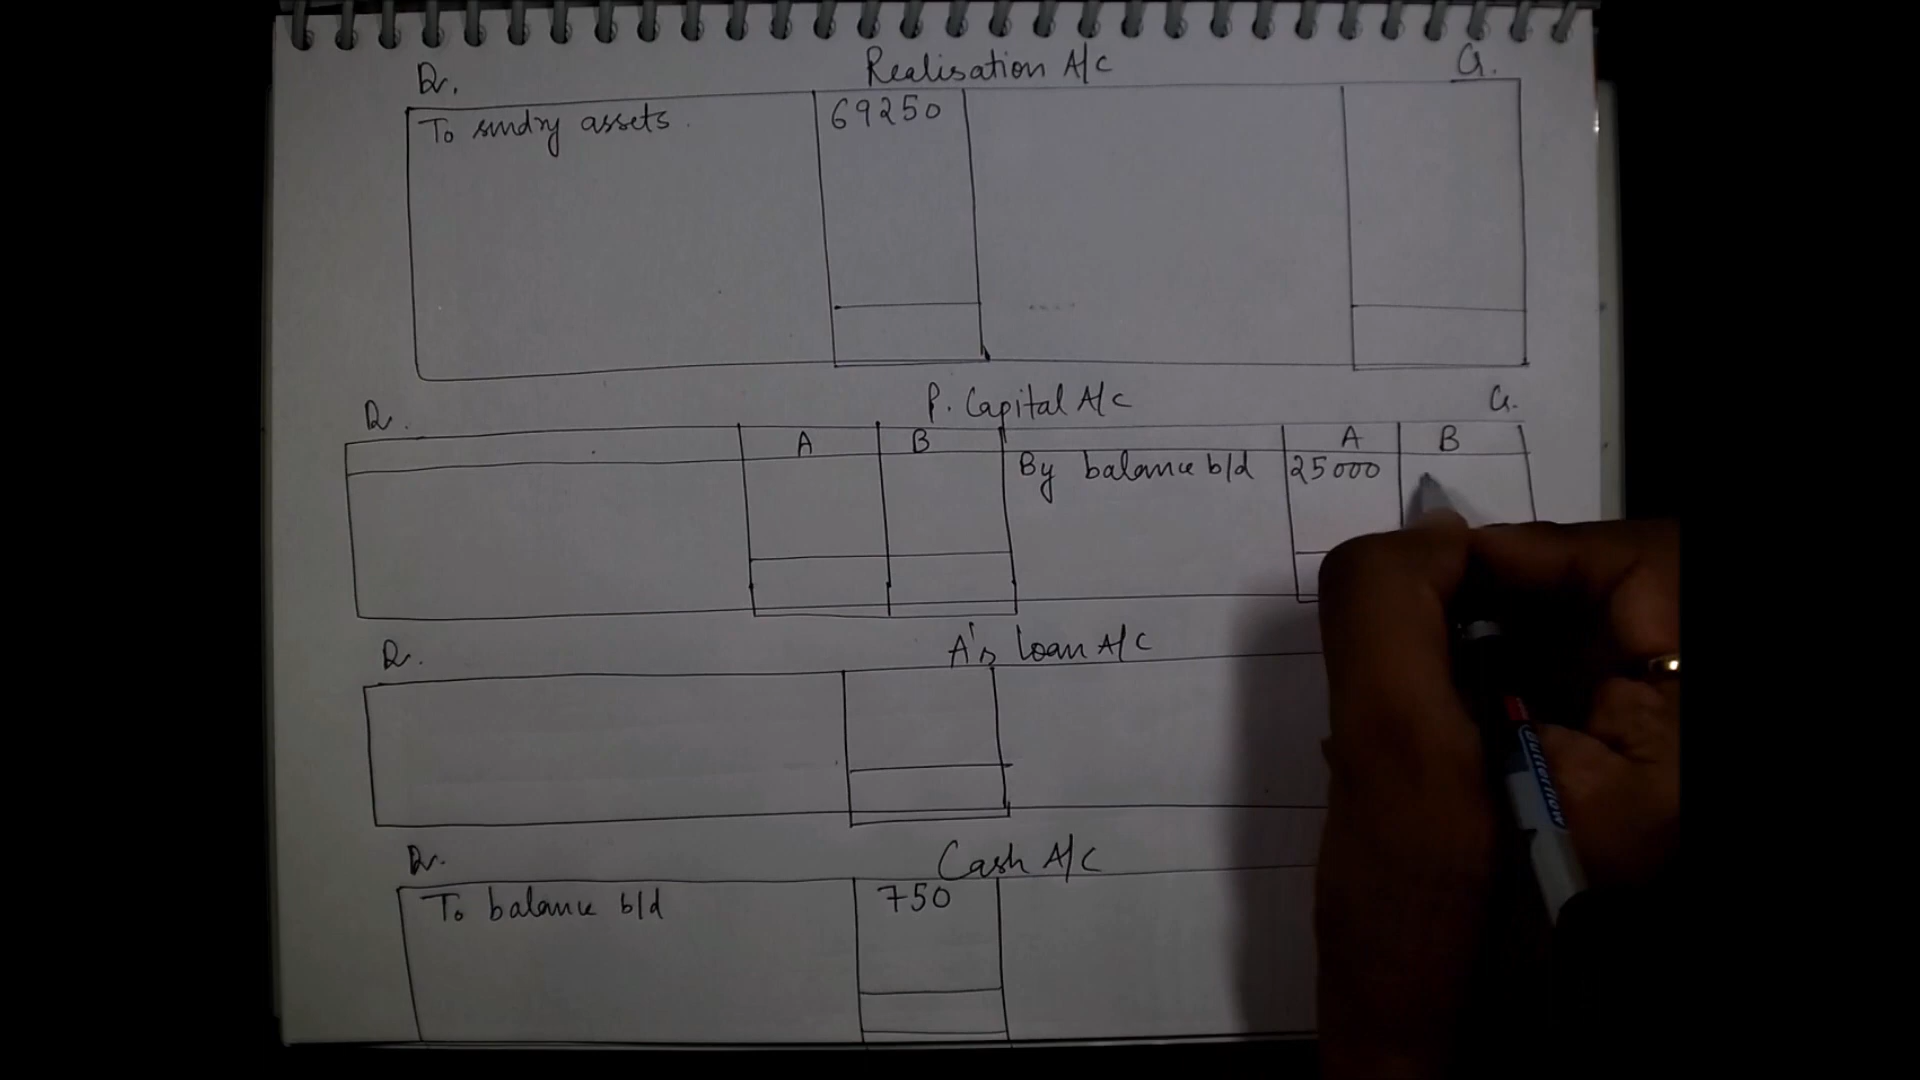 Dr. Realisation A/c Cr.
To sundry assets 69250
Dr. P. Capital A/c Cr.
A B A B
By balance b/d 25000
Dr. A's loan A/c
Dr. Cash A/c
To balance b/d 750
Butterflow